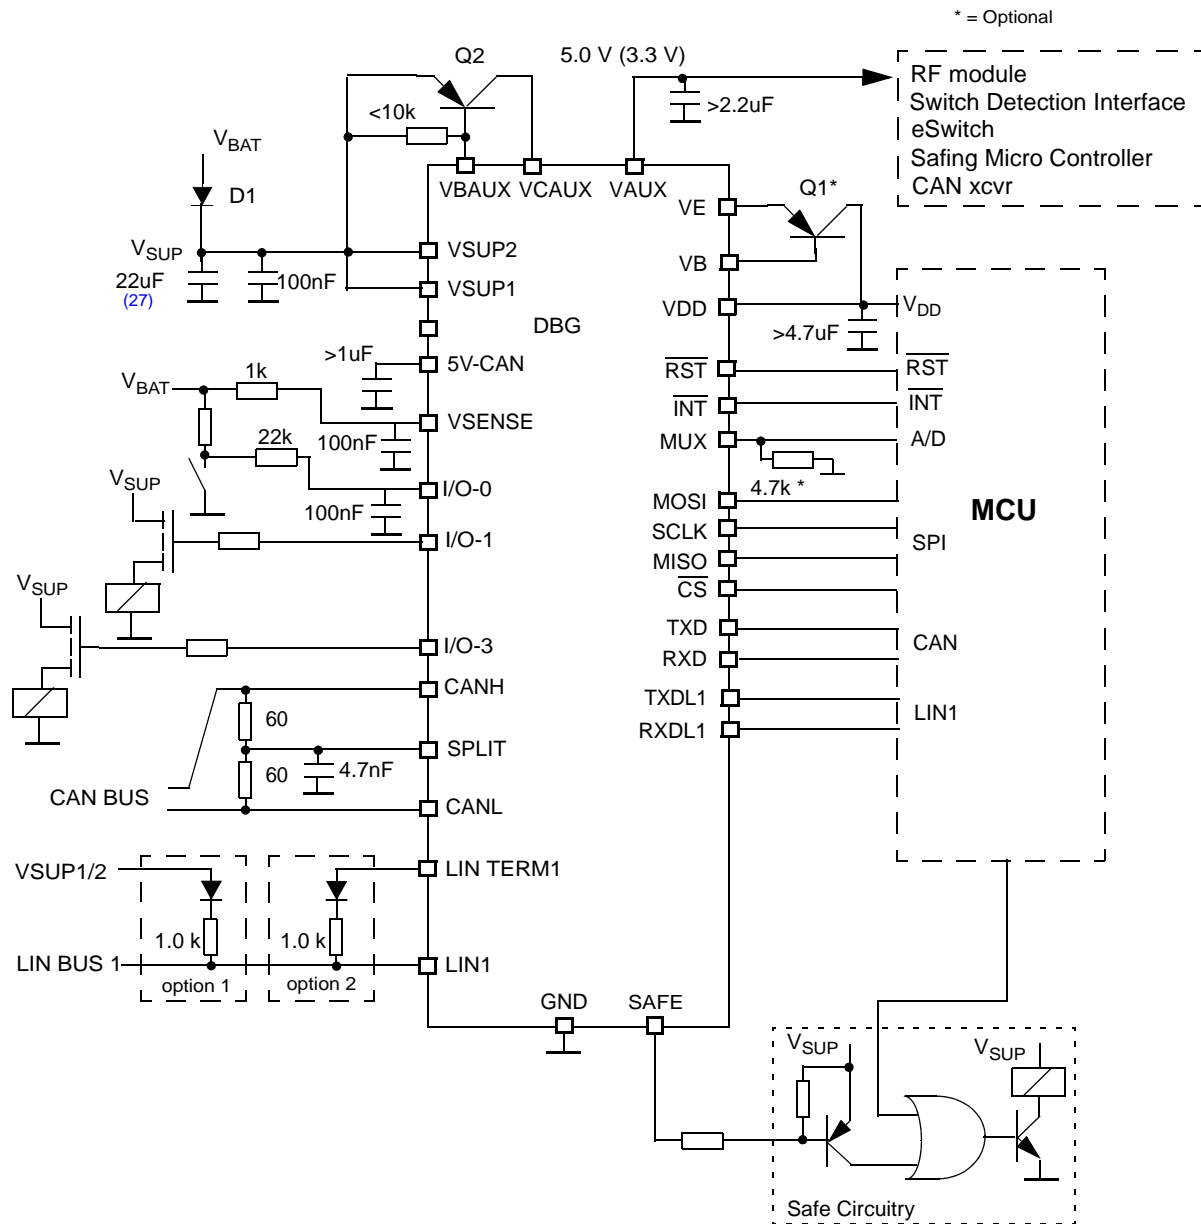 * = Optional
Q2
5.0 V (3.3 V)
RF module
Switch Detection Interface
eSwitch
Safing Micro Controller
CAN xcvr
>2.2uF
<10k
VBAT
D1
VBAUX
VCAUX
VAUX
Q1*
VE
VSUP
VSUP2
VB
22uF
(27)
100nF
VSUP1
VDD
VDD
DBG
>4.7uF
>1uF
5V-CAN
RST
RST
VBAT
1k
INT
INT
VSENSE
100nF
MUX
A/D
22k
4.7k *
VSUP
I/O-0
100nF
MOSI
MCU
I/O-1
SCLK
SPI
MISO
CS
VSUP
TXD
CAN
I/O-3
RXD
CANH
TXDL1
LIN1
60
RXDL1
SPLIT
60
4.7nF
CAN BUS
CANL
VSUP1/2
LIN TERM1
1.0 k
1.0 k
LIN BUS 1
LIN1
option 1
option 2
GND
SAFE
VSUP
VSUP
Safe Circuitry